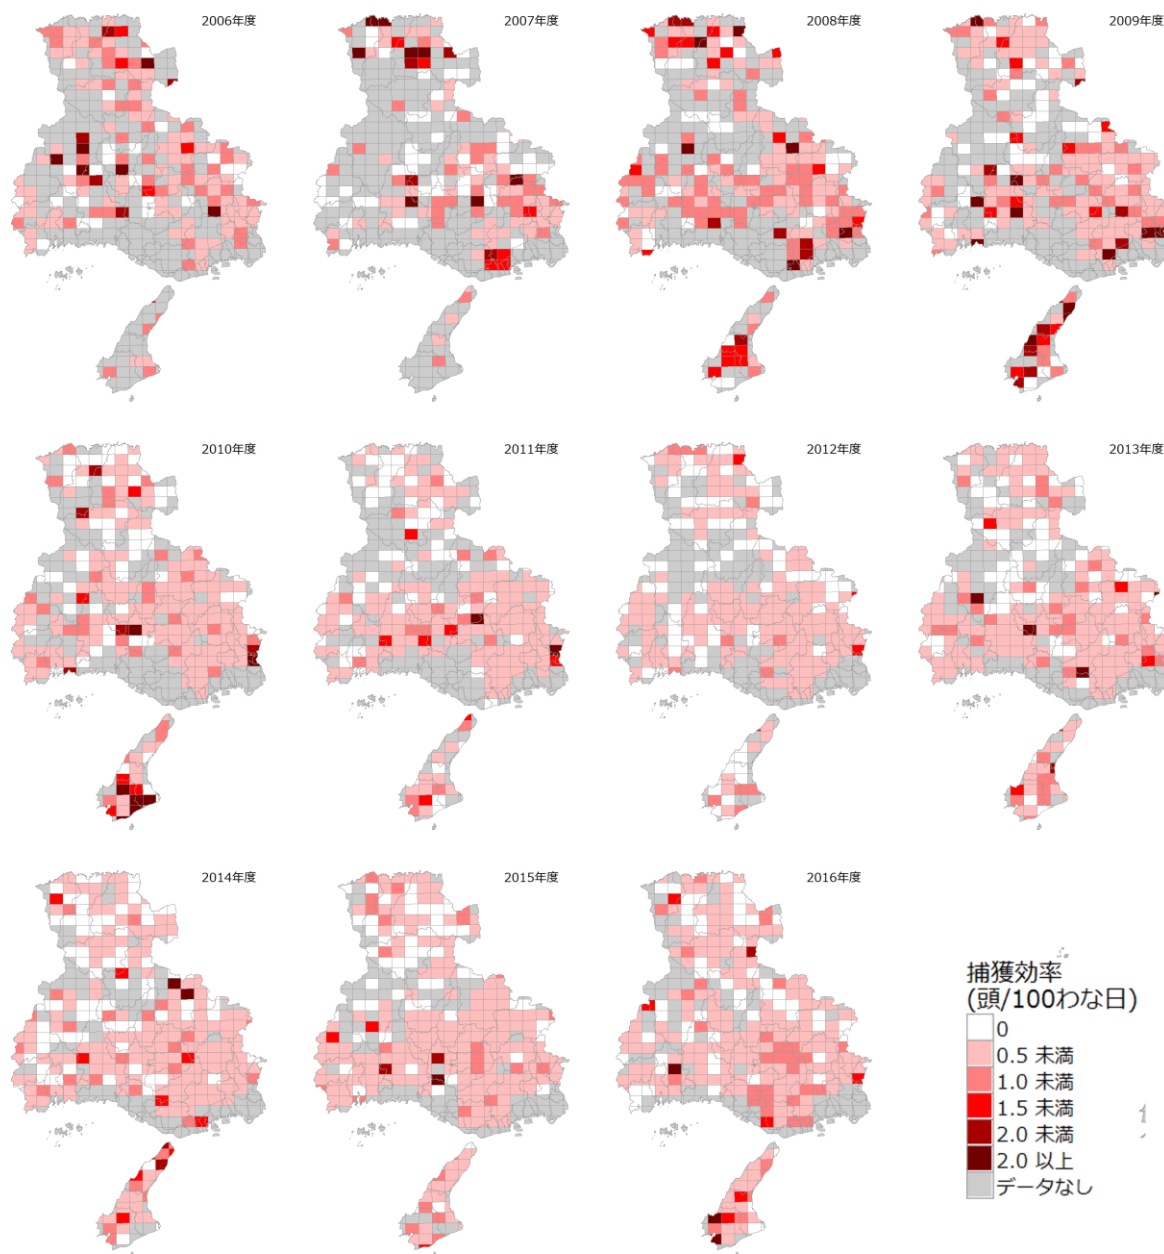 2006年度
2007年度
2008年度
2009年度
2010年度
2011年度
2012年度
2013年度
2014年度
2015年度
2016年度
捕獲効率
(頭/100わな日)
0
0.5 未満
1.0 未満
1.5 未満
2.0 未満
2.0 以上
データなし